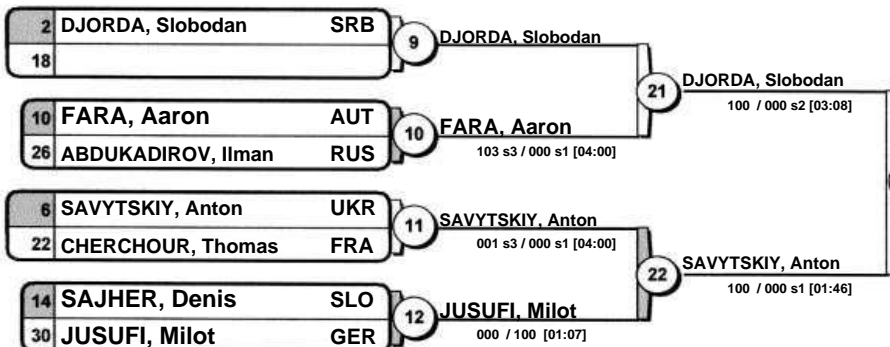 2 DJORDA, Slobodan SRB
18
9
DJORDA, Slobodan
10 FARA, Aaron AUT
26 ABDUKADIROV, Ilman RUS
10
FARA, Aaron
103 s3 / 000 s1 [04:00]
21
DJORDA, Slobodan
100 / 000 s2 [03:08]
6 SAVYTSKIY, Anton UKR
22 CHERCHOUR, Thomas FRA
11
SAVYTSKIY, Anton
001 s3 / 000 s1 [04:00]
14 SAJHER, Denis SLO
30 JUSUFI, Milot GER
12
JUSUFI, Milot
000 / 100 [01:07]
22
SAVYTSKIY, Anton
100 / 000 s1 [01:46]